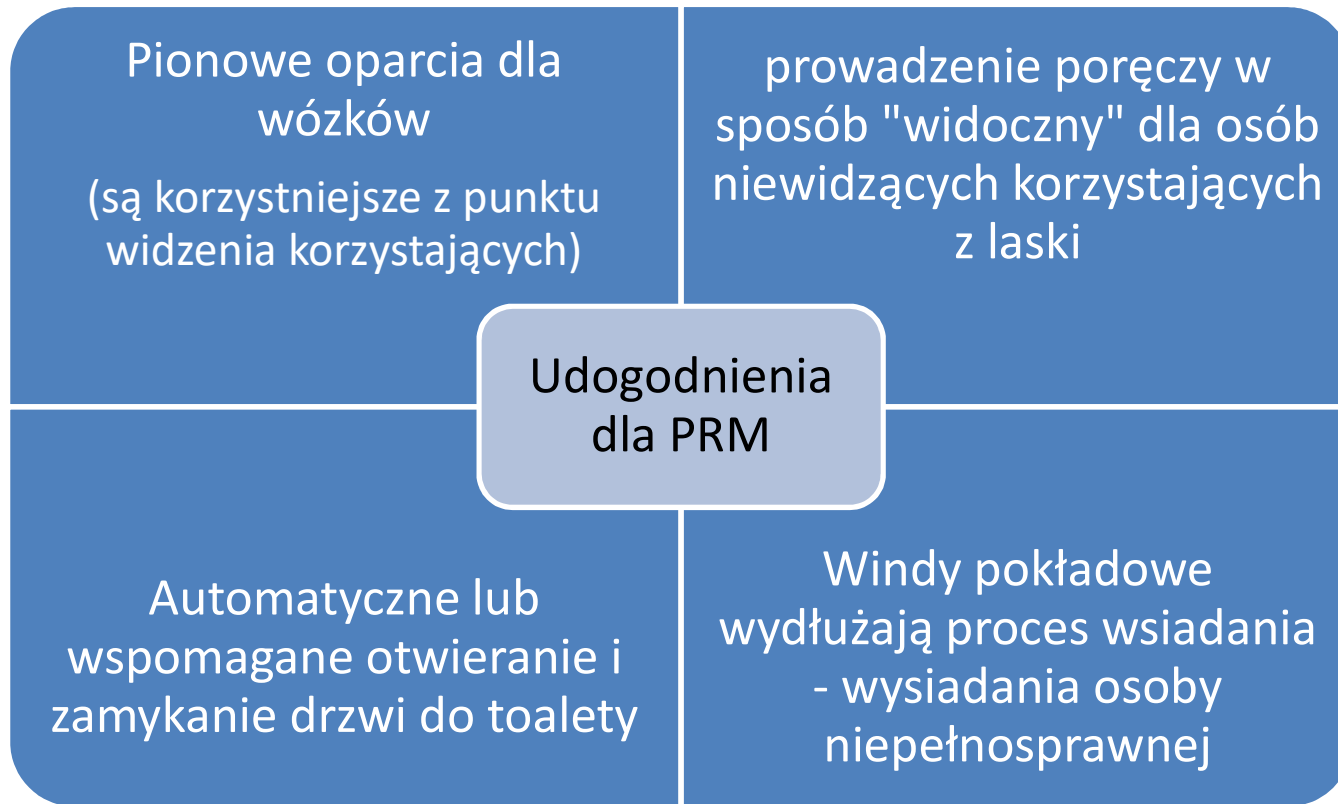 Pionowe oparcia dla
wózków
(są korzystniejsze z punktu
widzenia korzystających)
prowadzenie poręczy w
sposób "widoczny" dla osób
niewidzących korzystających
z laski
Udogodnienia
dla PRM
Automatyczne lub
wspomagane otwieranie i
zamykanie drzwi do toalety
Windy pokładowe
wydłużają proces wsiadania
- wysiadania osoby
niepełnosprawnej